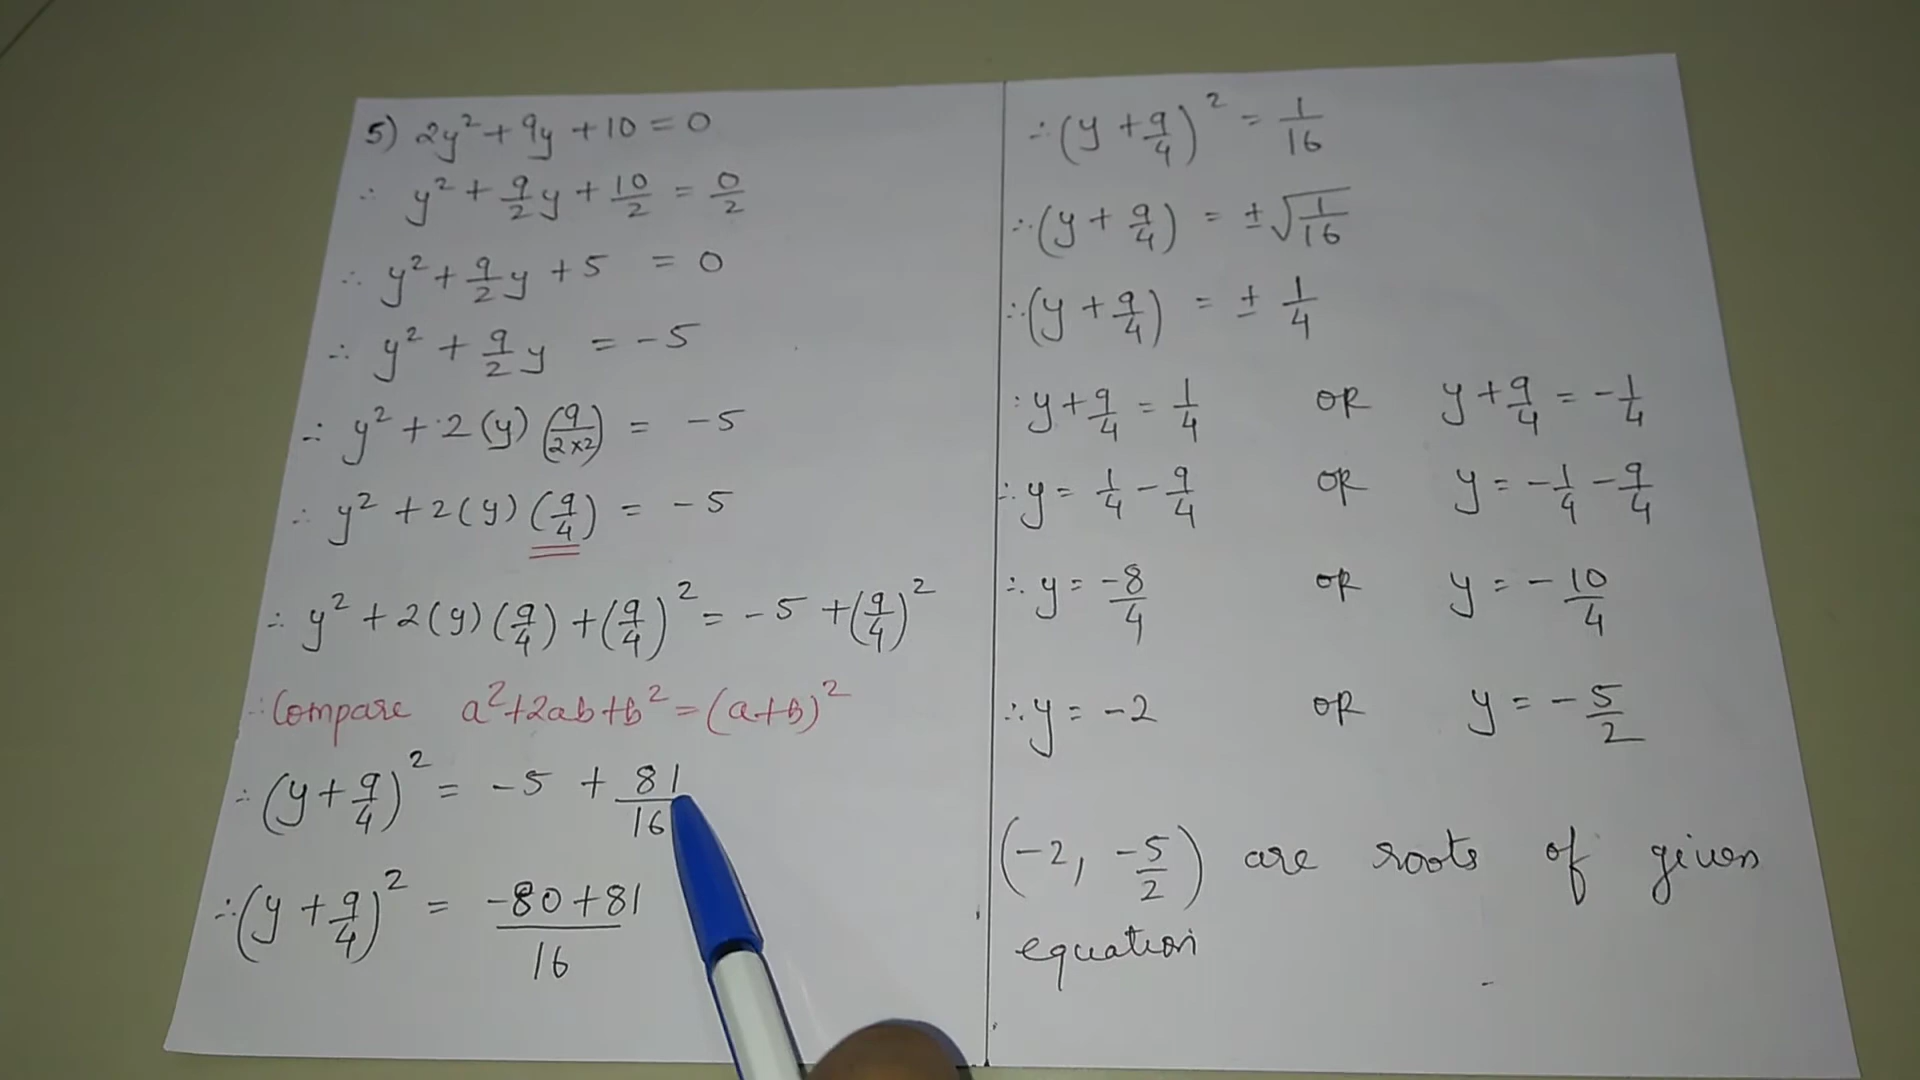 5) 2y² + 9y + 10 = 0
∴ y² + 9/2 y + 10/2 = 0/2
∴ y² + 9/2 y + 5 = 0
∴ y² + 9/2 y = -5
∴ y² + 2 (y) (9/2×2) = -5
∴ y² + 2 (y) (9/4) = -5
∴ y² + 2 (y) (9/4) + (9/4)² = -5 + (9/4)²
∴ Compare a² + 2ab + b² = (a+b)²
∴ (y + 9/4)² = -5 + 81/16
∴ (y + 9/4)² = -80+81/16
∴ (y + 9/4)² = 1/16
∴ (y + 9/4) = ± √1/16
∴ (y + 9/4) = ± 1/4
∴ y + 9/4 = 1/4 OR y + 9/4 = -1/4
∴ y = 1/4 - 9/4 OR y = -1/4 - 9/4
∴ y = -8/4 OR y = -10/4
∴ y = -2 OR y = -5/2
(-2, -5/2) are roots of given
equation